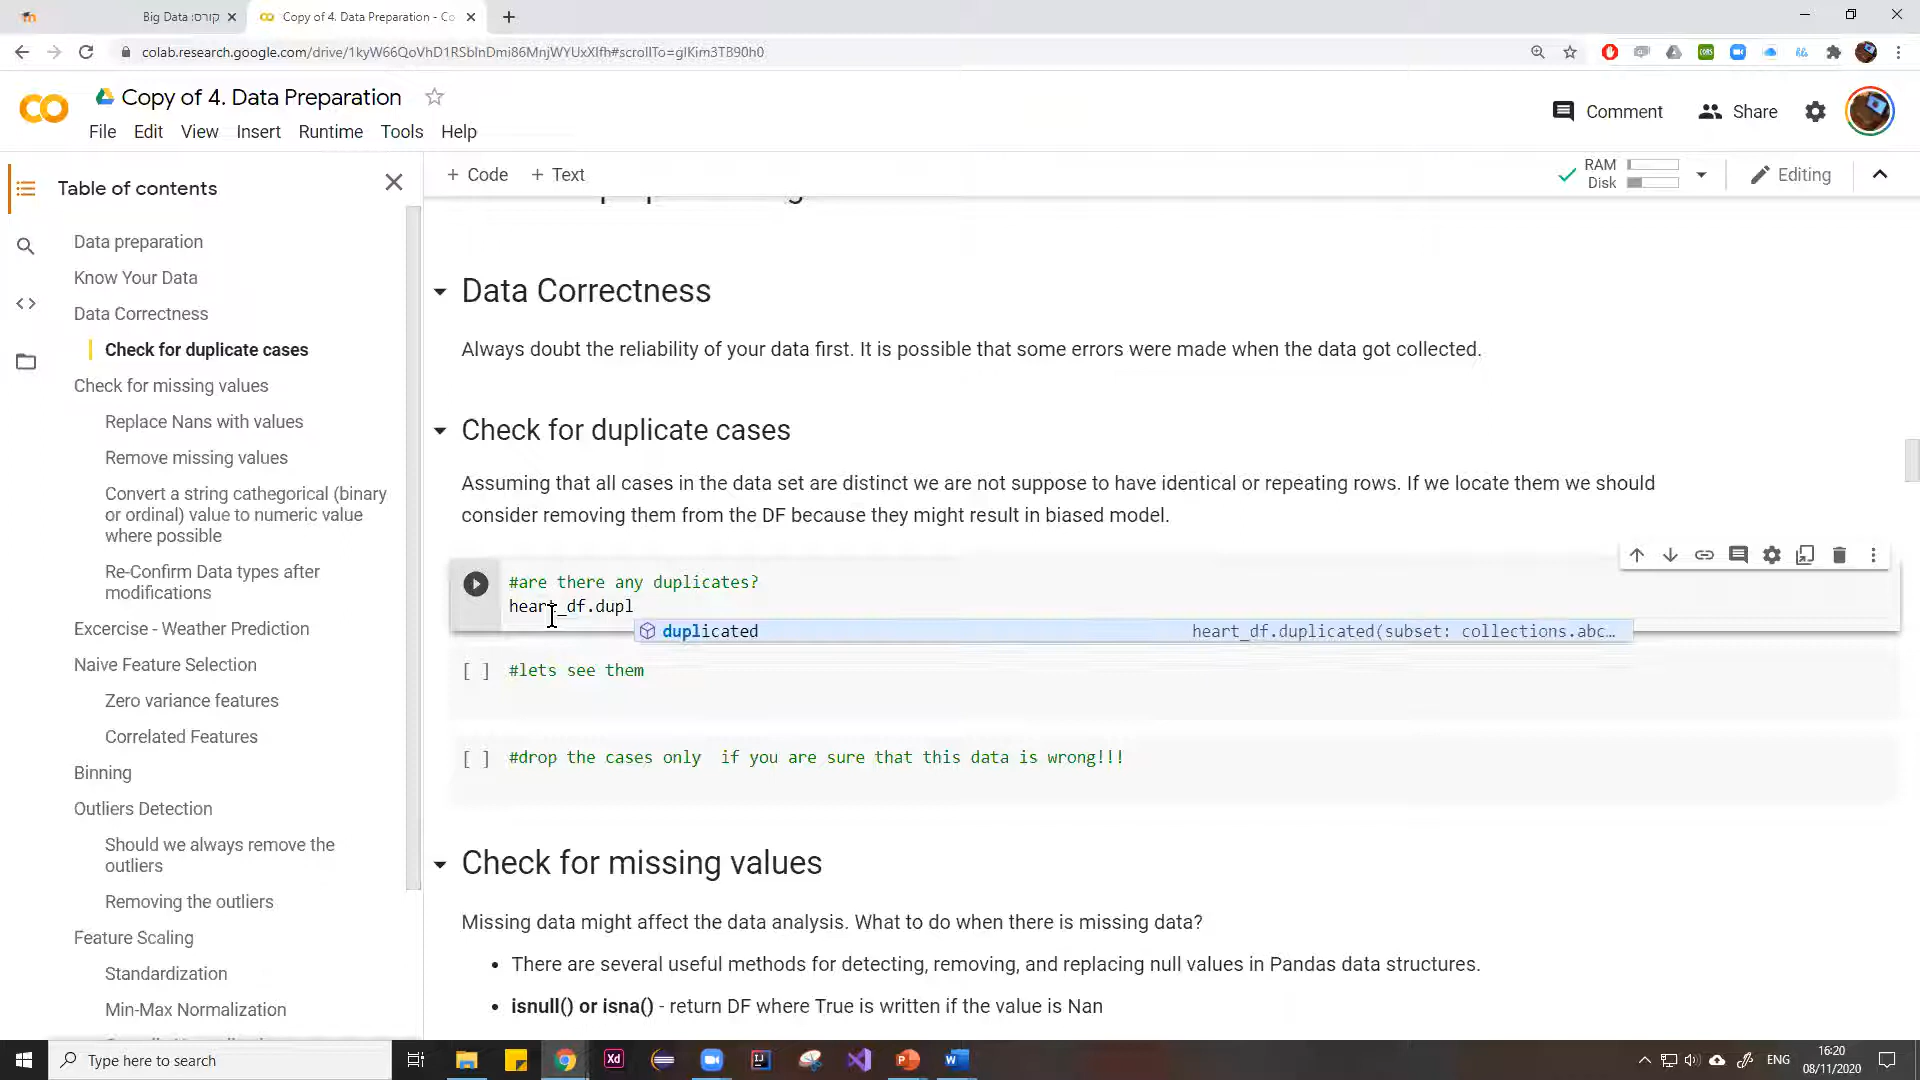 קורס: Big Data
Copy of 4. Data Preparation - Co
colab.research.google.com/drive/1kyW66QoVhD1RSbInDmi86MnjWYUxXIfh#scrollTo=glKim3TB90h0
Copy of 4. Data Preparation
Comment
Share
File Edit View Insert Runtime Tools Help
Table of contents
+ Code + Text
RAM
Disk
Editing
Data preparation
Know Your Data
Data Correctness
Check for duplicate cases
Check for missing values
Replace Nans with values
Remove missing values
Convert a string cathegorical (binary
or ordinal) value to numeric value
where possible
Re-Confirm Data types after
modifications
Excercise - Weather Prediction
Naive Feature Selection
Zero variance features
Correlated Features
Binning
Outliers Detection
Should we always remove the
outliers
Removing the outliers
Feature Scaling
Standardization
Min-Max Normalization
Data Correctness
Always doubt the reliability of your data first. It is possible that some errors were made when the data got collected.
Check for duplicate cases
Assuming that all cases in the data set are distinct we are not suppose to have identical or repeating rows. If we locate them we should
consider removing them from the DF because they might result in biased model.
#are there any duplicates?
heart_df.dupl
duplicated heart_df.duplicated(subset: collections.abc…
[ ] #lets see them
[ ] #drop the cases only if you are sure that this data is wrong!!!
Check for missing values
Missing data might affect the data analysis. What to do when there is missing data?
• There are several useful methods for detecting, removing, and replacing null values in Pandas data structures.
• isnull() or isna() - return DF where True is written if the value is Nan
Type here to search
Xd
ENG
16:20
08/11/2020